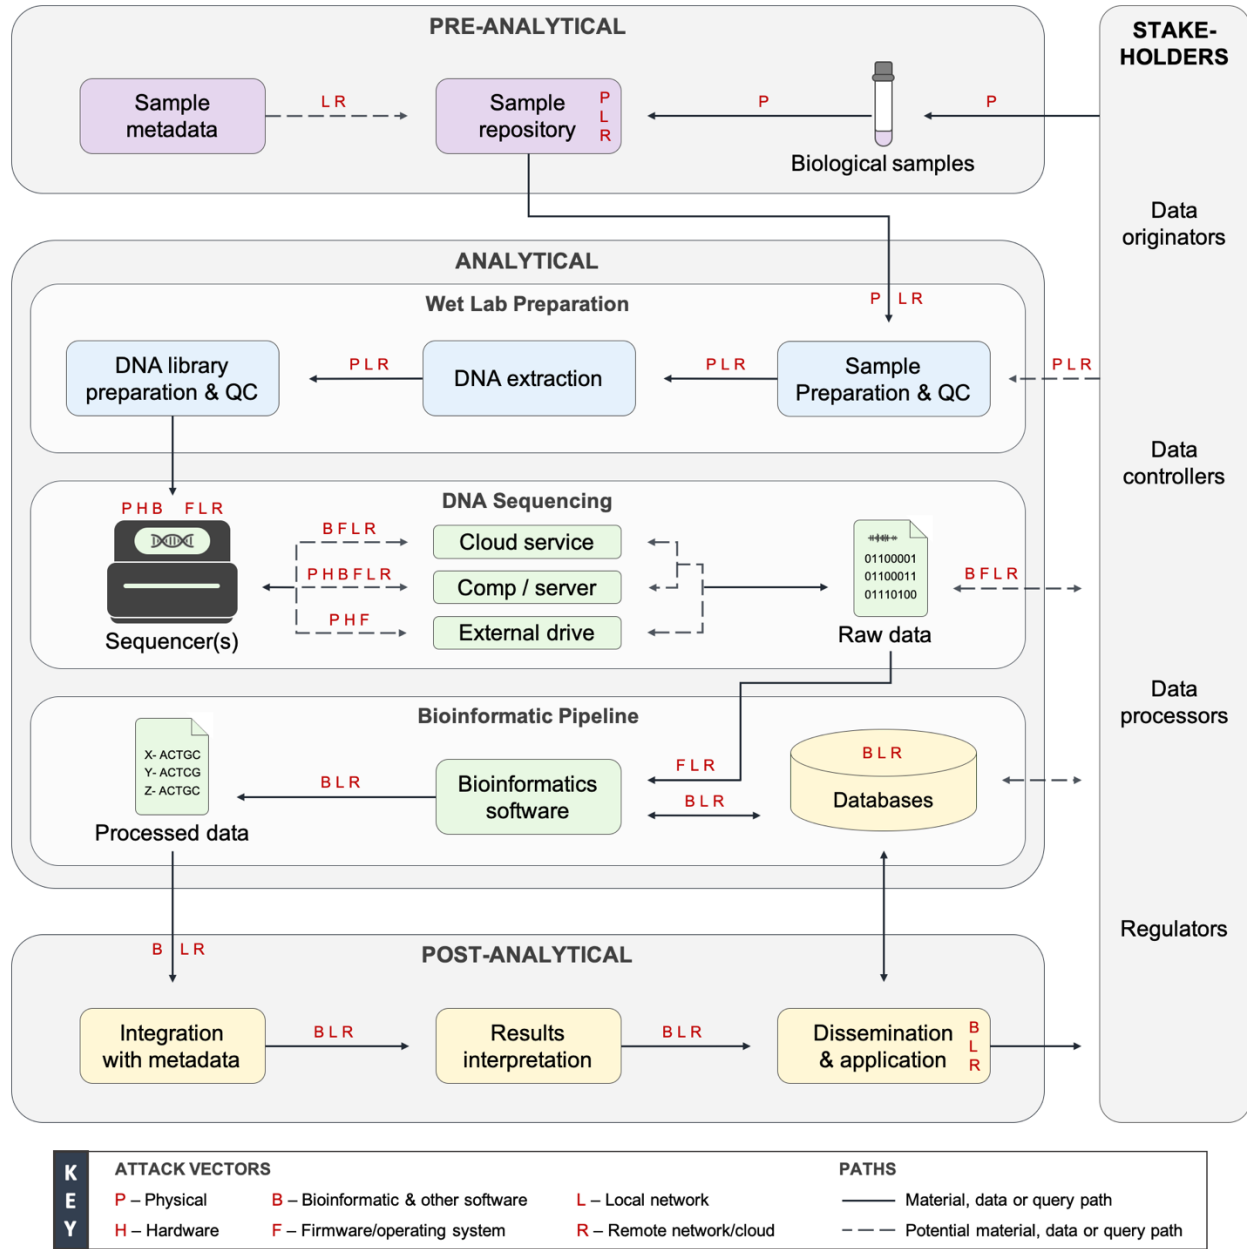 PRE-ANALYTICAL
STAKE-
HOLDERS
Sample
metadata
L R
Sample
repository
P
L
R
P
P
Biological samples
Data
originators
ANALYTICAL
Wet Lab Preparation
P L R
DNA library
preparation & QC
P L R
DNA extraction
P L R
Sample
Preparation & QC
P L R
Data
controllers
DNA Sequencing
P H B F L R
Sequencer(s)
B F L R
Cloud service
P H B F L R
Comp / server
P H F
External drive
01100001
01100011
01110100
Raw data
B F L R
Data
processors
Bioinformatic Pipeline
X- ACTGC
Y- ACTCG
Z- ACTGC
Processed data
B L R
Bioinformatics
software
F L R
B L R
B L R
Databases
Regulators
POST-ANALYTICAL
B L R
Integration
with metadata
B L R
Results
interpretation
B L R
Dissemination
& application
B
L
R
KEY
ATTACK VECTORS
P – Physical
B – Bioinformatic & other software
L – Local network
H – Hardware
F – Firmware/operating system
R – Remote network/cloud
PATHS
Material, data or query path
Potential material, data or query path